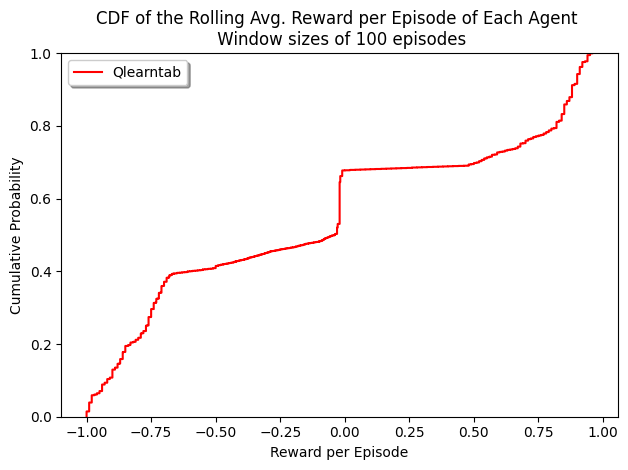 CDF of the Rolling Avg. Reward per Episode of Each Agent
Window sizes of 100 episodes
Qlearntab
Cumulative Probability
1.0
0.8
0.6
0.4
0.2
0.0
−1.00 −0.75 −0.50 −0.25 0.00 0.25 0.50 0.75 1.00
Reward per Episode